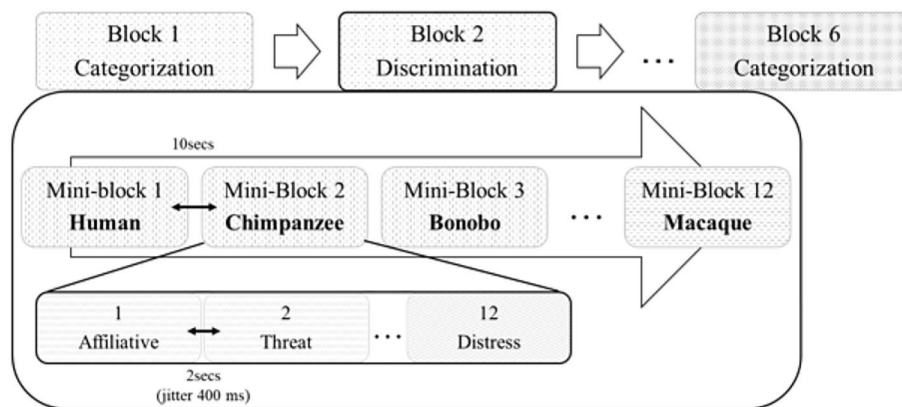 Block 1
Categorization
Block 2
Discrimination
...
Block 6
Categorization
10secs
Mini-block 1
Human
Mini-Block 2
Chimpanzee
Mini-Block 3
Bonobo
...
Mini-Block 12
Macaque
1
Affiliative
2
Threat
...
12
Distress
2secs
(jitter 400 ms)